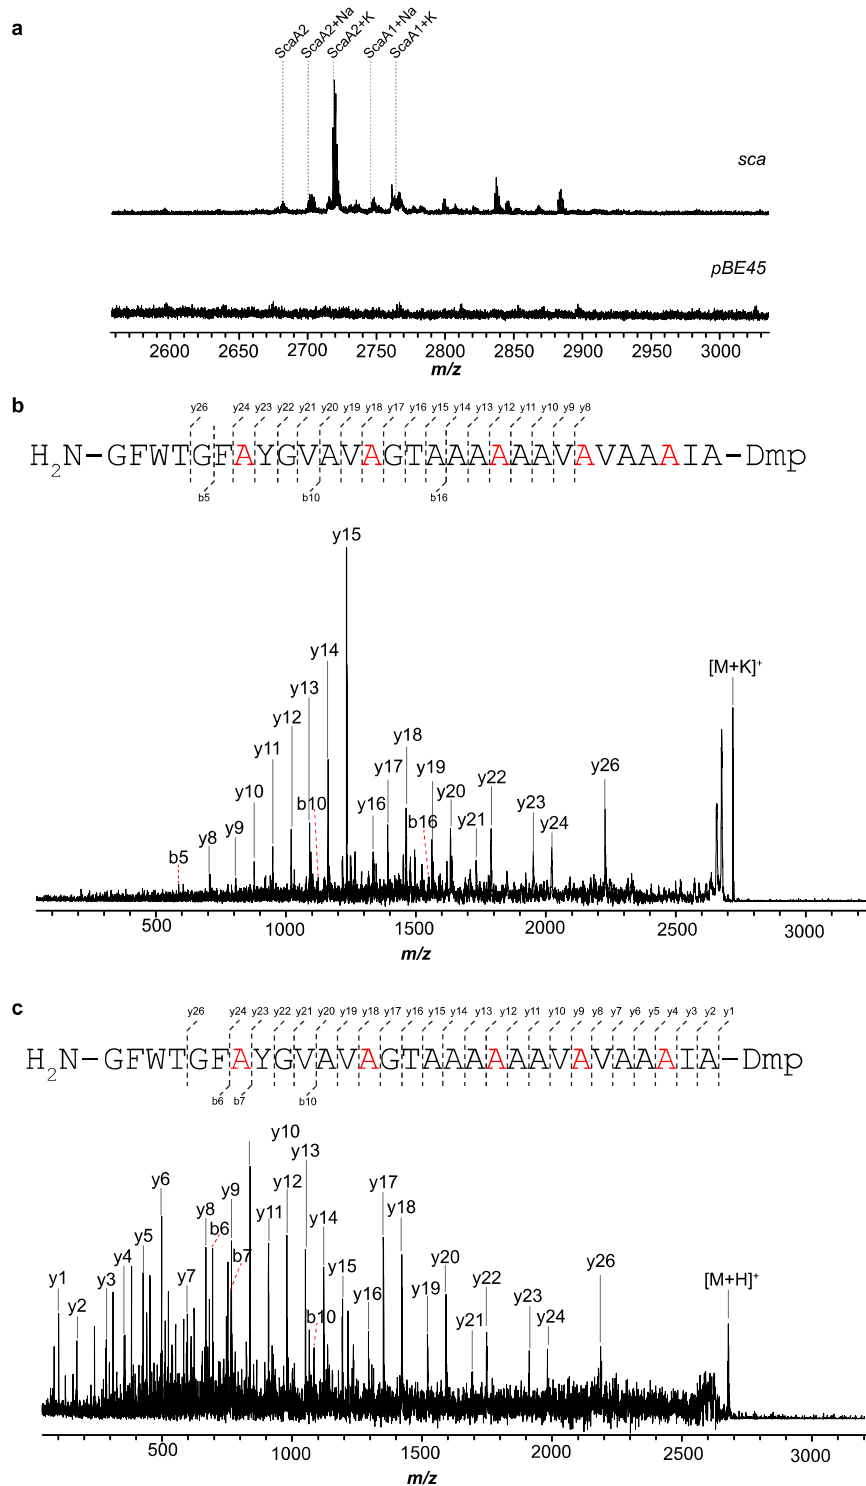 a
ScaA2 ScaA2+Na ScaA2+K ScaA1+Na ScaA1+K
sca
pBE45
2600 2650 2700 2750 2800 2850 2900 2950 3000
m/z
b
y26 y24 y23 y22 y21 y20 y19 y18 y17 y16 y15 y14 y13 y12 y11 y10 y9 y8
H2N-GFWTGFAYGVAVAGTAAAAAAVAVAAAIA-Dmp
b5 b10 b16
y15
y14
[M+K]+
y13
y12
y18
y11
y17 y19
y22
y26
y10
b10
y16
b16
y20
y23
y9
y21
y24
y8
b5
500 1000 1500 2000 2500 3000
m/z
c
y26 y24 y23 y22 y21 y20 y19 y18 y17 y16 y15 y14 y13 y12 y11 y10 y9 y8 y7 y6 y5 y4 y3 y2 y1
H2N-GFWTGFAYGVAVAGTAAAAAAVAVAAAIA-Dmp
b6 b7 b10
y10
y13
y6
y9
y12
y17
y8
b6
y11
y14
y18
y5
y4
b7
y20
y26
y1
y3
y7
y15
y22
[M+H]+
y2
b10
y16
y19
y23
y21
y24
500 1000 1500 2000 2500 3000
m/z